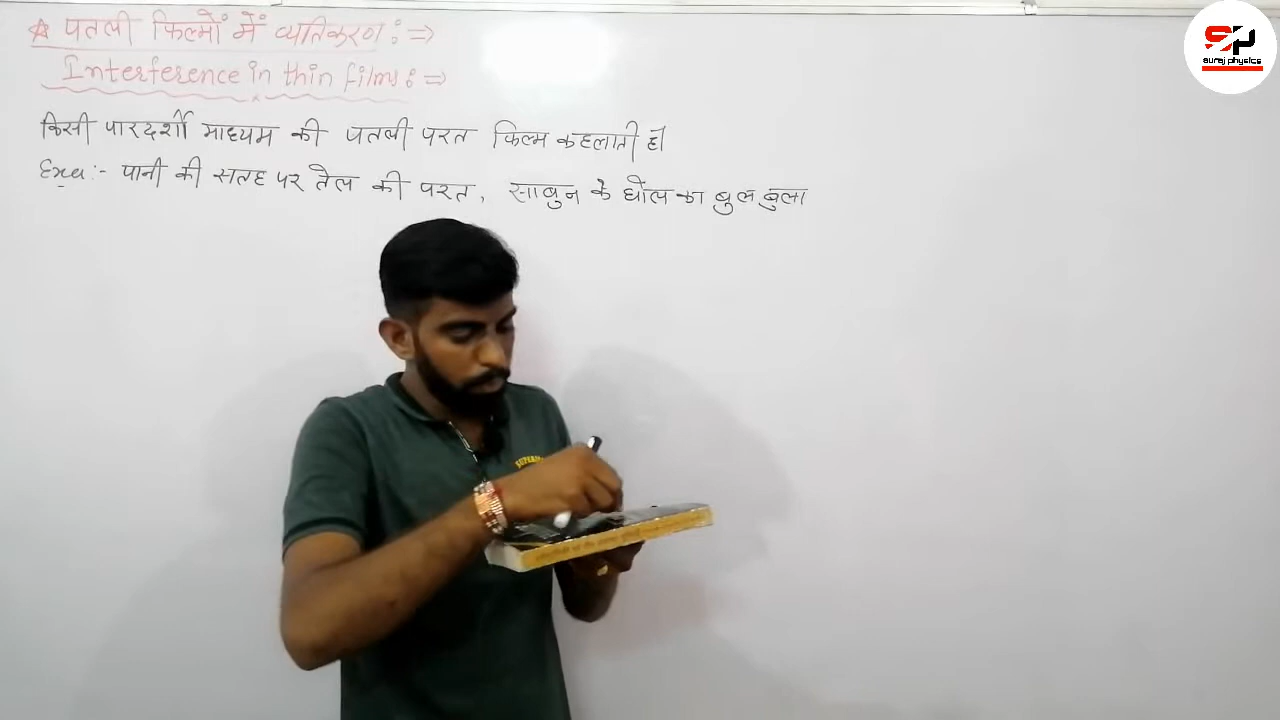 * पतली फिल्मों में व्यतिकरण : ⇒
Interference in thin films : ⇒
किसी पारदर्शी माध्यम की पतली परत फिल्म कहलाती है।
Exa :- पानी की सतह पर तेल की परत, साबुन के घोल का बुलबुला
SP
suraj physics